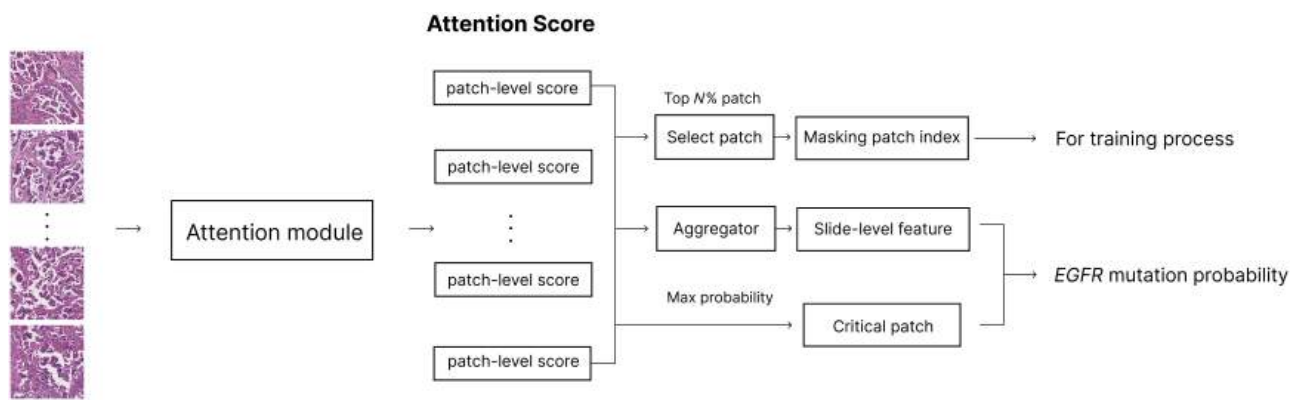 Attention Score
patch-level score
Top N% patch
Select patch
Masking patch index
For training process
patch-level score
Attention module
Aggregator
Slide-level feature
patch-level score
EGFR mutation probability
Max probability
Critical patch
patch-level score